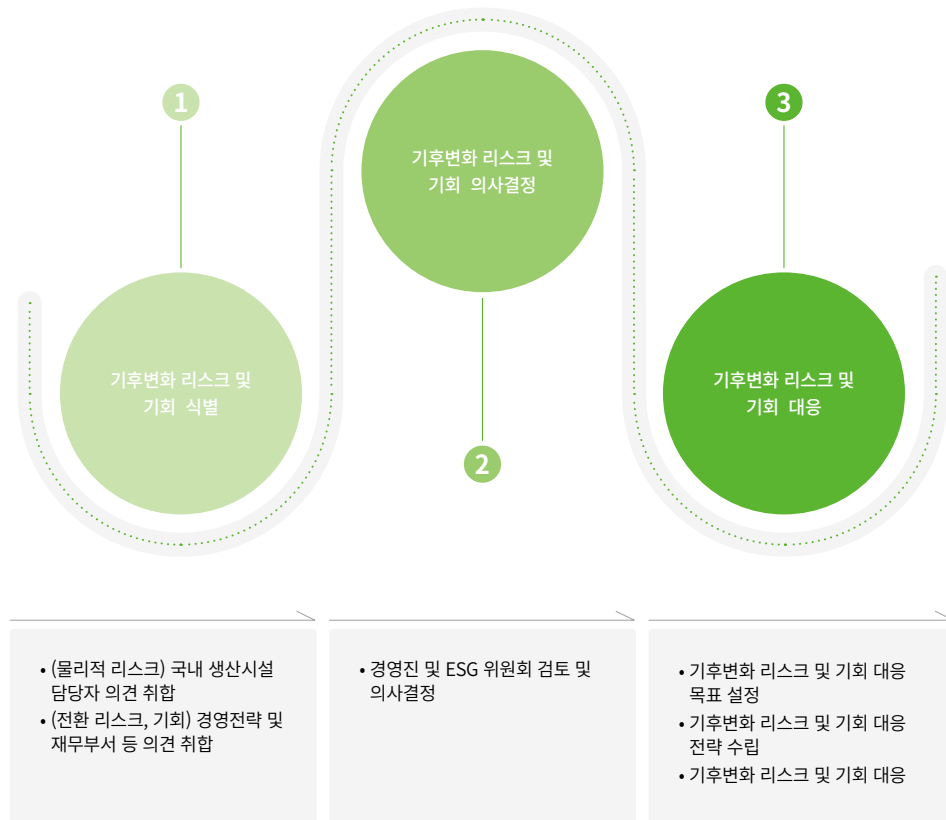 1
기후변화 리스크 및
기회 식별
기후변화 리스크 및
기회 의사결정
2
3
기후변화 리스크 및
기회 대응
• (물리적 리스크) 국내 생산시설
담당자 의견 취합
• (전환 리스크, 기회) 경영전략 및
재무부서 등 의견 취합
• 경영진 및 ESG 위원회 검토 및
의사결정
• 기후변화 리스크 및 기회 대응
목표 설정
• 기후변화 리스크 및 기회 대응
전략 수립
• 기후변화 리스크 및 기회 대응